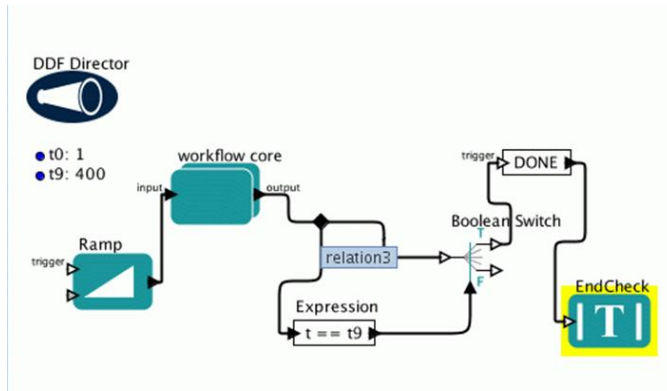 DDF Director
t0: 1
t9: 400
workflow core
input
output
trigger
DONE
Boolean Switch
T
F
Ramp
trigger
relation3
Expression
t == t9
EndCheck
T